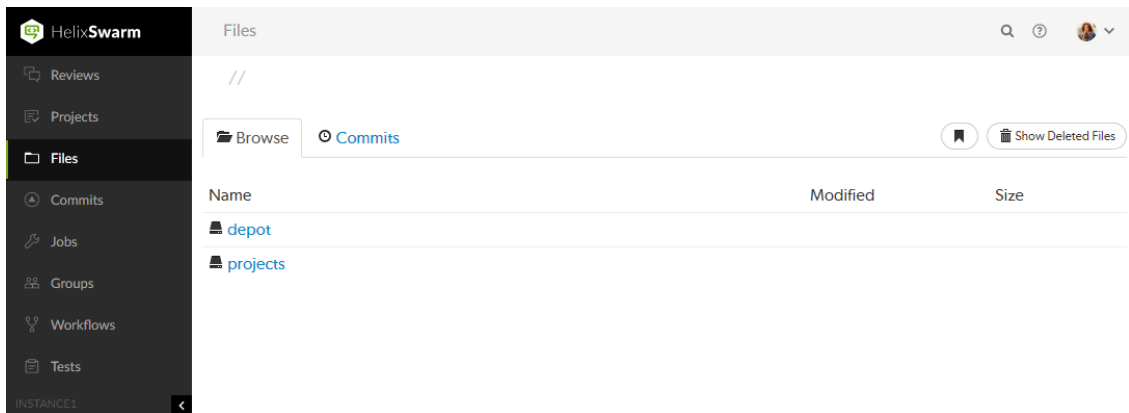 HelixSwarm
Files
Reviews
//
Projects
Browse
Commits
Show Deleted Files
Files
Commits
Name Modified Size
depot
Jobs
projects
Groups
Workflows
Tests
INSTANCE1